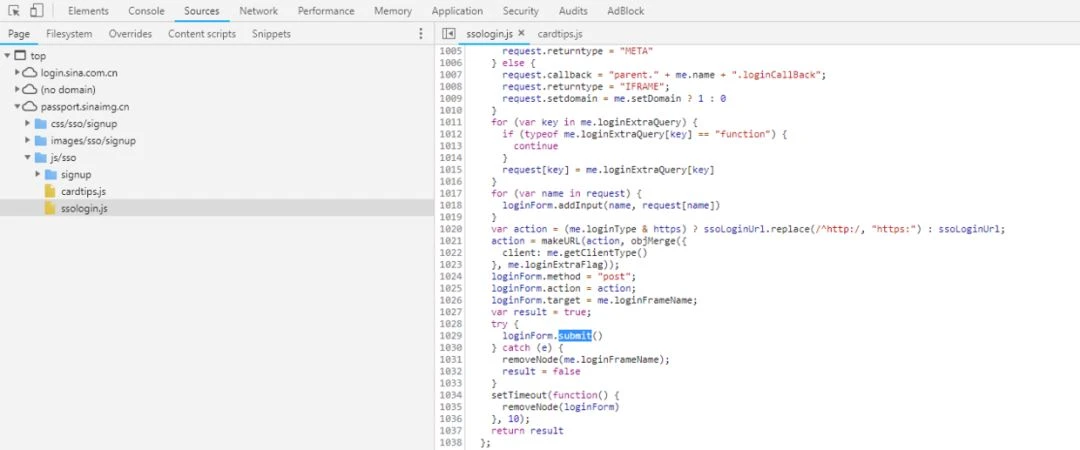 Elements Console Sources Network Performance Memory Application Security Audits AdBlock
Page Filesystem Overrides Content scripts Snippets
top
login.sina.com.cn
(no domain)
passport.sinaimg.cn
css/sso/signup
images/sso/signup
js/sso
signup
cardtips.js
ssologin.js
ssologin.js × cardtips.js
1005 request.returntype = "META"
1006 } else {
1007 request.callback = "parent." + me.name + ".loginCallBack";
1008 request.returntype = "IFRAME";
1009 request.setdomain = me.setDomain ? 1 : 0
1010 }
1011 for (var key in me.loginExtraQuery) {
1012 if (typeof me.loginExtraQuery[key] == "function") {
1013 continue
1014 }
1015 request[key] = me.loginExtraQuery[key]
1016 }
1017 for (var name in request) {
1018 loginForm.addInput(name, request[name])
1019 }
1020 var action = (me.loginType & https) ? ssoLoginUrl.replace(/^http:/, "https:") : ssoLoginUrl;
1021 action = makeURL(action, objMerge({
1022 client: me.getClientType()
1023 }, me.loginExtraFlag));
1024 loginForm.method = "post";
1025 loginForm.action = action;
1026 loginForm.target = me.loginFrameName;
1027 var result = true;
1028 try {
1029 loginForm.submit()
1030 } catch (e) {
1031 removeNode(me.loginFrameName);
1032 result = false
1033 }
1034 setTimeout(function() {
1035 removeNode(loginForm)
1036 }, 10);
1037 return result
1038 };